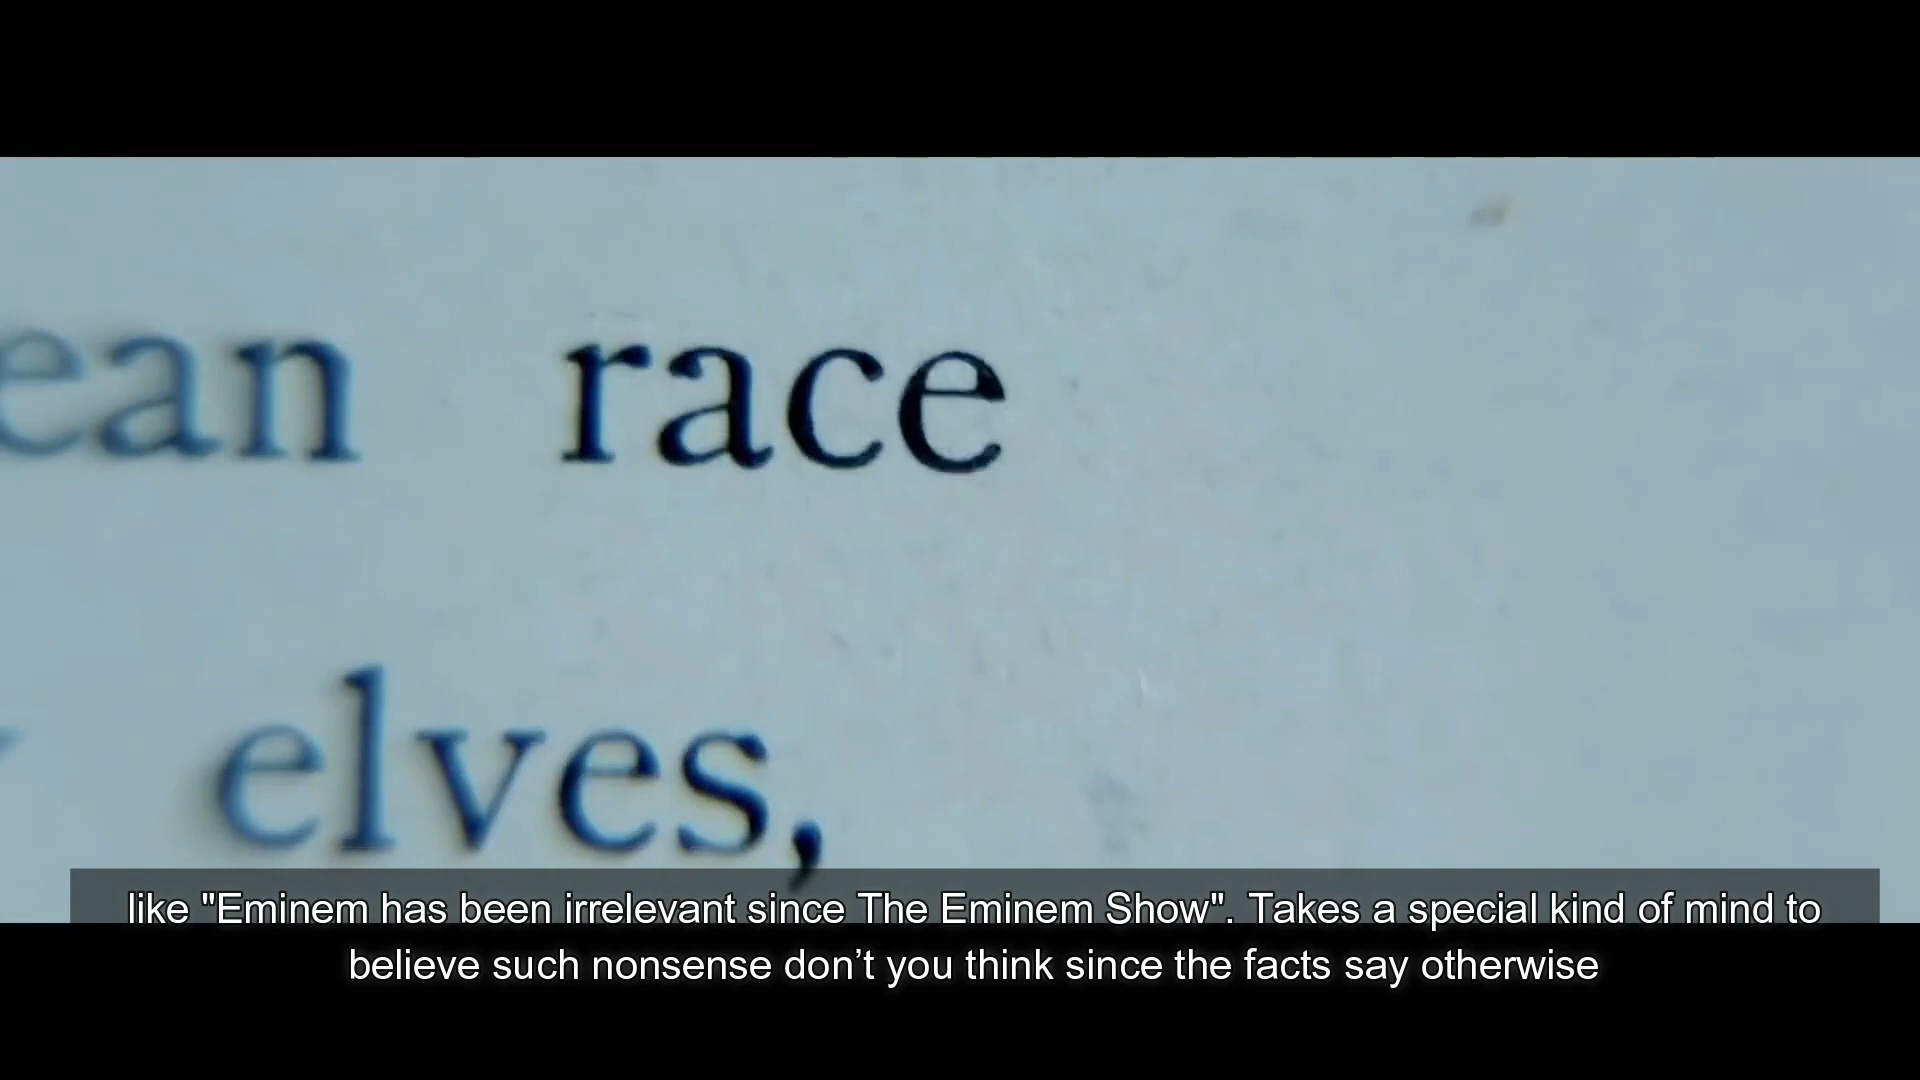 ean race
elves,
like "Eminem has been irrelevant since The Eminem Show". Takes a special kind of mind to
believe such nonsense don’t you think since the facts say otherwise